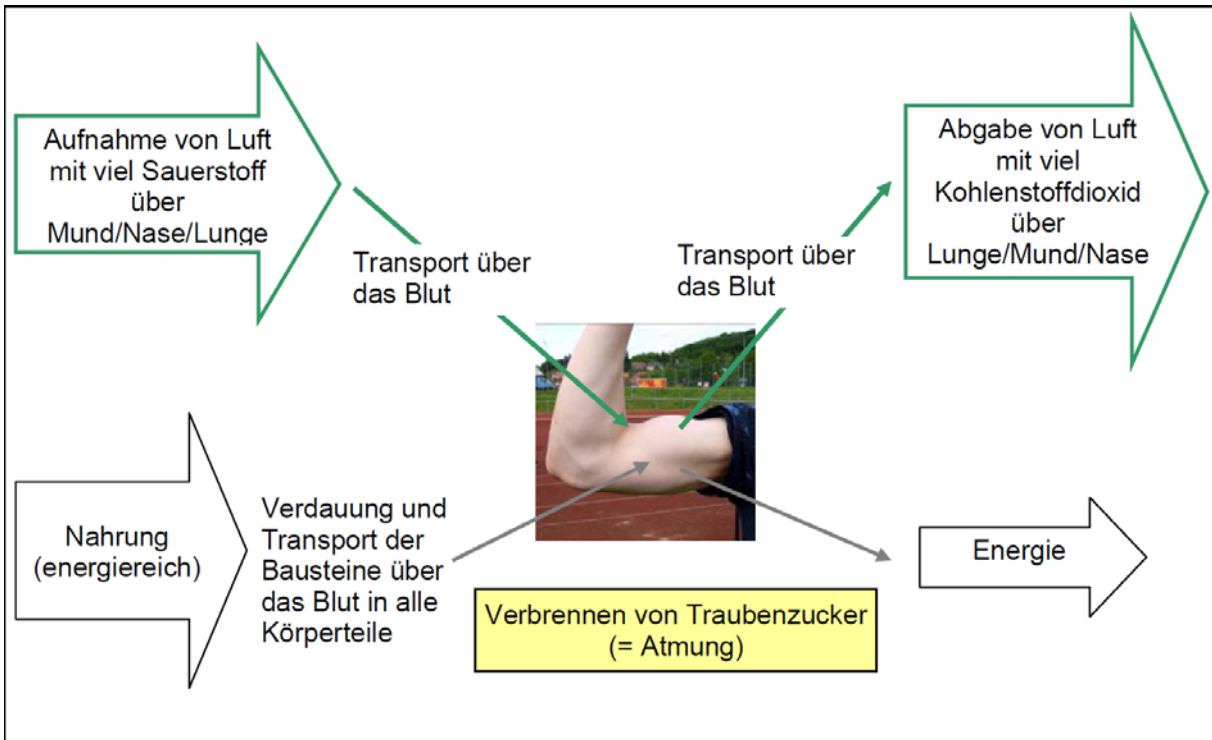 Aufnahme von Luft
mit viel Sauerstoff
über
Mund/Nase/Lunge
Transport über
das Blut
Transport über
das Blut
Abgabe von Luft
mit viel
Kohlenstoffdioxid
über
Lunge/Mund/Nase
Nahrung
(energiereich)
Verdauung und
Transport der
Bausteine über
das Blut in alle
Körperteile
Verbrennen von Traubenzucker
(= Atmung)
Energie